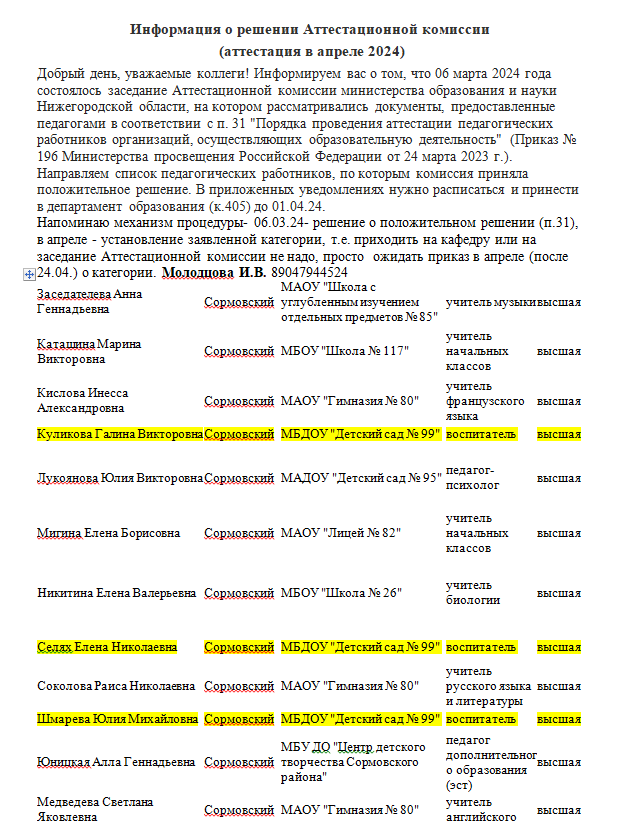 Информация о решении Аттестационной комиссии
(аттестация в апреле 2024)
Добрый день, уважаемые коллеги! Информируем вас о том, что 06 марта 2024 года
состоялось заседание Аттестационной комиссии министерства образования и науки
Нижегородской области, на котором рассматривались документы, предоставленные
педагогами в соответствии с п. 31 "Порядка проведения аттестации педагогических
работников организаций, осуществляющих образовательную деятельность" (Приказ №
196 Министерства просвещения Российской Федерации от 24 марта 2023 г.).
Направляем список педагогических работников, по которым комиссия приняла
положительное решение. В приложенных уведомлениях нужно расписаться и принести
в департамент образования (к.405) до 01.04.24.
Напоминаю механизм процедуры- 06.03.24- решение о положительном решении (п.31),
в апреле - установление заявленной категории, т.е. приходить на кафедру или на
заседание Аттестационной комиссии не надо, просто ожидать приказ в апреле (после
24.04.) о категории. Молодцова И.В. 89047944524
Заседателева Анна Геннадьевна Сормовский МАОУ "Школа с углубленным изучением отдельных предметов № 85" учитель музыки высшая
Каташина Марина Викторовна Сормовский МБОУ "Школа № 117" учитель начальных классов высшая
Кислова Инесса Александровна Сормовский МАОУ "Гимназия № 80" учитель французского языка высшая
Куликова Галина Викторовна Сормовский МБДОУ "Детский сад № 99" воспитатель высшая
Лукоянова Юлия Викторовна Сормовский МАДОУ "Детский сад № 95" педагог-психолог высшая
Мигина Елена Борисовна Сормовский МАОУ "Лицей № 82" учитель начальных классов высшая
Никитина Елена Валерьевна Сормовский МБОУ "Школа № 26" учитель биологии высшая
Селях Елена Николаевна Сормовский МБДОУ "Детский сад № 99" воспитатель высшая
Соколова Раиса Николаевна Сормовский МАОУ "Гимназия № 80" учитель русского языка и литературы высшая
Шмарева Юлия Михайловна Сормовский МБДОУ "Детский сад № 99" воспитатель высшая
Юницкая Алла Геннадьевна Сормовский МБУ ДО "Центр детского творчества Сормовского района" педагог дополнительного образования (эст) высшая
Медведева Светлана Яковлевна Сормовский МАОУ "Гимназия № 80" учитель английского высшая